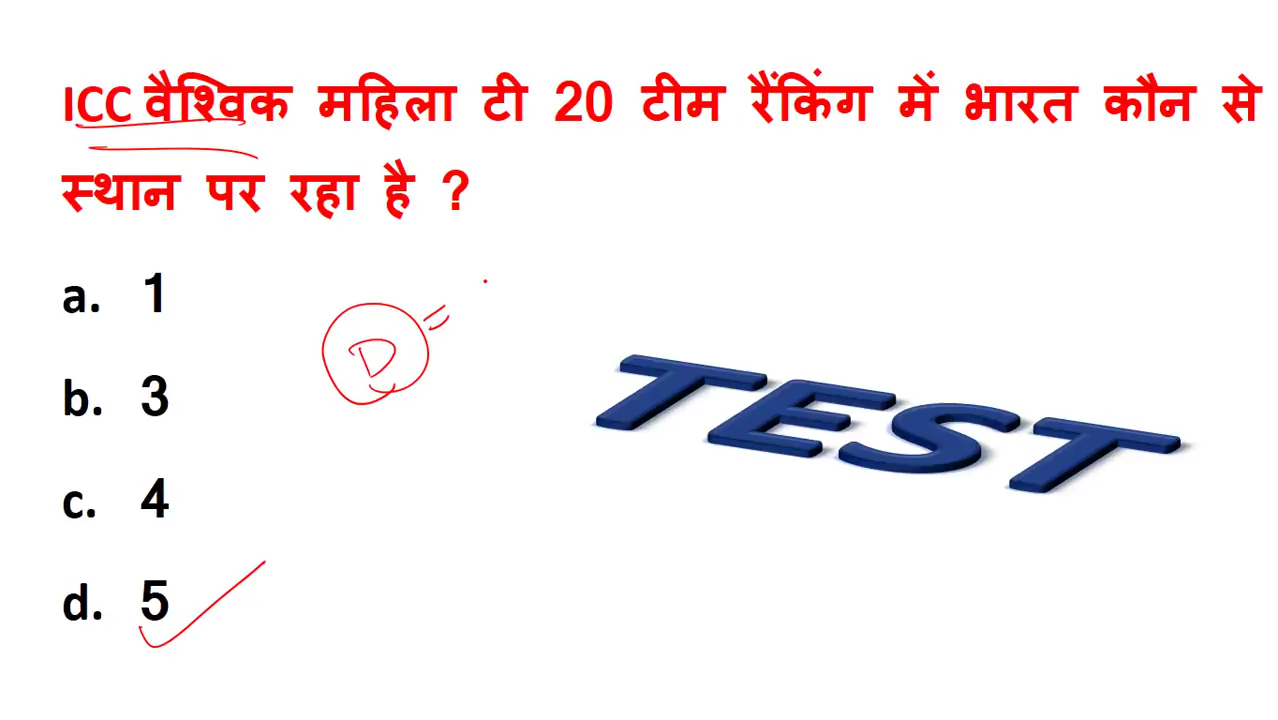 ICC वैश्विक महिला टी 20 टीम रैंकिंग में भारत कौन से
स्थान पर रहा है ?
a. 1
b. 3
c. 4
d. 5
D
TEST